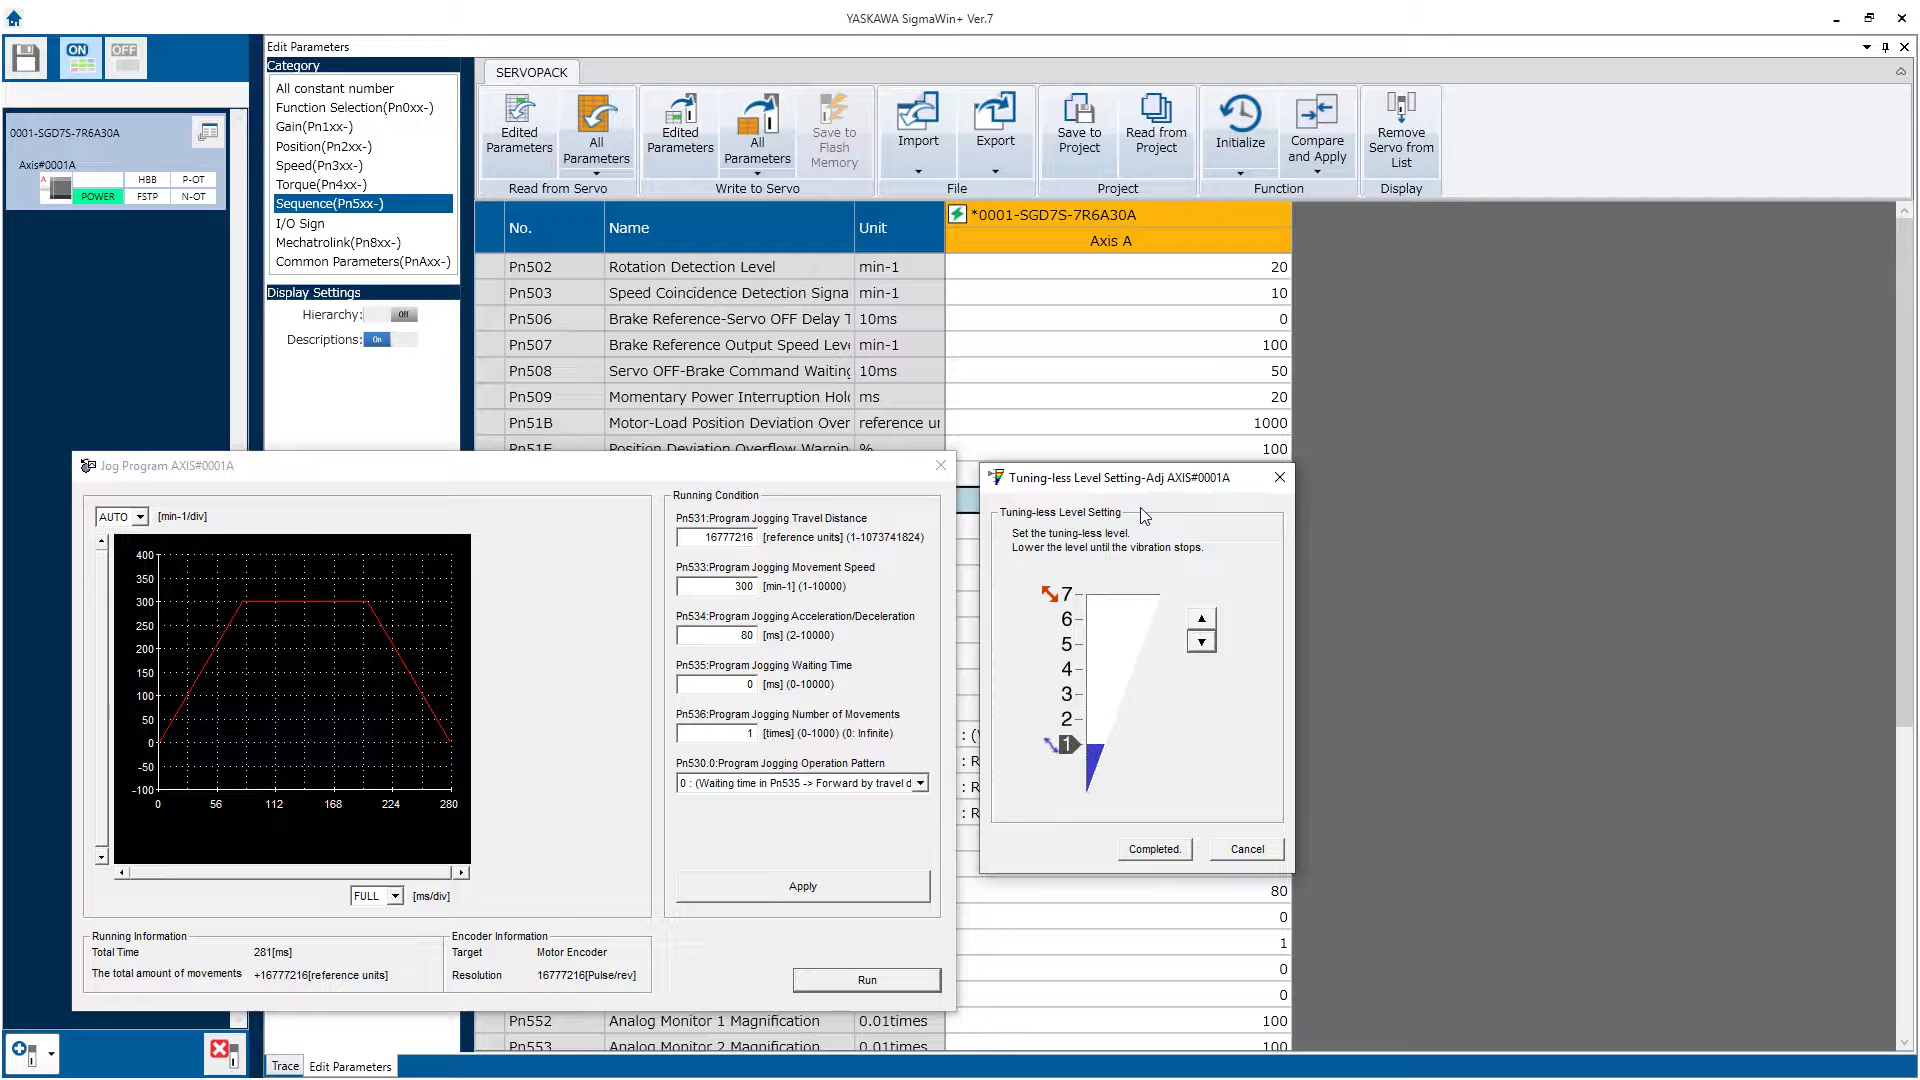 YASKAWA SigmaWin+ Ver.7
ON
OFF
0001-SGD7S-7R6A30A
Axis#0001A
A
HBB
P-OT
POWER
FSTP
N-OT
Edit Parameters
Category
All constant number
Function Selection(Pn0xx-)
Gain(Pn1xx-)
Position(Pn2xx-)
Speed(Pn3xx-)
Torque(Pn4xx-)
Sequence(Pn5xx-)
I/O Sign
Mechatrolink(Pn8xx-)
Common Parameters(PnAxx-)
Display Settings
Hierarchy:
Off
Descriptions:
On
SERVOPACK
Edited Parameters
All Parameters
Read from Servo
Edited Parameters
All Parameters
Save to Flash Memory
Write to Servo
Import
Export
File
Save to Project
Read from Project
Project
Initialize
Compare and Apply
Function
Remove Servo from List
Display
No.
Name
Unit
*0001-SGD7S-7R6A30A
Axis A
Pn502 Rotation Detection Level min-1 20
Pn503 Speed Coincidence Detection Signa min-1 10
Pn506 Brake Reference-Servo OFF Delay T 10ms 0
Pn507 Brake Reference Output Speed Leve min-1 100
Pn508 Servo OFF-Brake Command Waiting 10ms 50
Pn509 Momentary Power Interruption Hold ms 20
Pn51B Motor-Load Position Deviation Over reference ur 1000
Pn51E Position Deviation Overflow Warning % 100
Jog Program AXIS#0001A
AUTO
[min-1/div]
400
350
300
250
200
150
100
50
0
-50
-100
0 56 112 168 224 280
FULL
[ms/div]
Running Condition
Pn531:Program Jogging Travel Distance
16777216 [reference units] (1-1073741824)
Pn533:Program Jogging Movement Speed
300 [min-1] (1-10000)
Pn534:Program Jogging Acceleration/Deceleration
80 [ms] (2-10000)
Pn535:Program Jogging Waiting Time
0 [ms] (0-10000)
Pn536:Program Jogging Number of Movements
1 [times] (0-1000) (0: Infinite)
Pn530.0:Program Jogging Operation Pattern
0 : (Waiting time in Pn535 -> Forward by travel d
Apply
Running Information
Total Time 281[ms]
The total amount of movements +16777216[reference units]
Encoder Information
Target Motor Encoder
Resolution 16777216[Pulse/rev]
Run
Tuning-less Level Setting-Adj AXIS#0001A
Tuning-less Level Setting
Set the tuning-less level.
Lower the level until the vibration stops.
7
6
5
4
3
2
1
Completed.
Cancel
: (
: R
: R
: R
80
0
1
0
0
Pn552 Analog Monitor 1 Magnification 0.01times 100
Pn553 Analog Monitor 2 Magnification 0.01times 100
Trace
Edit Parameters